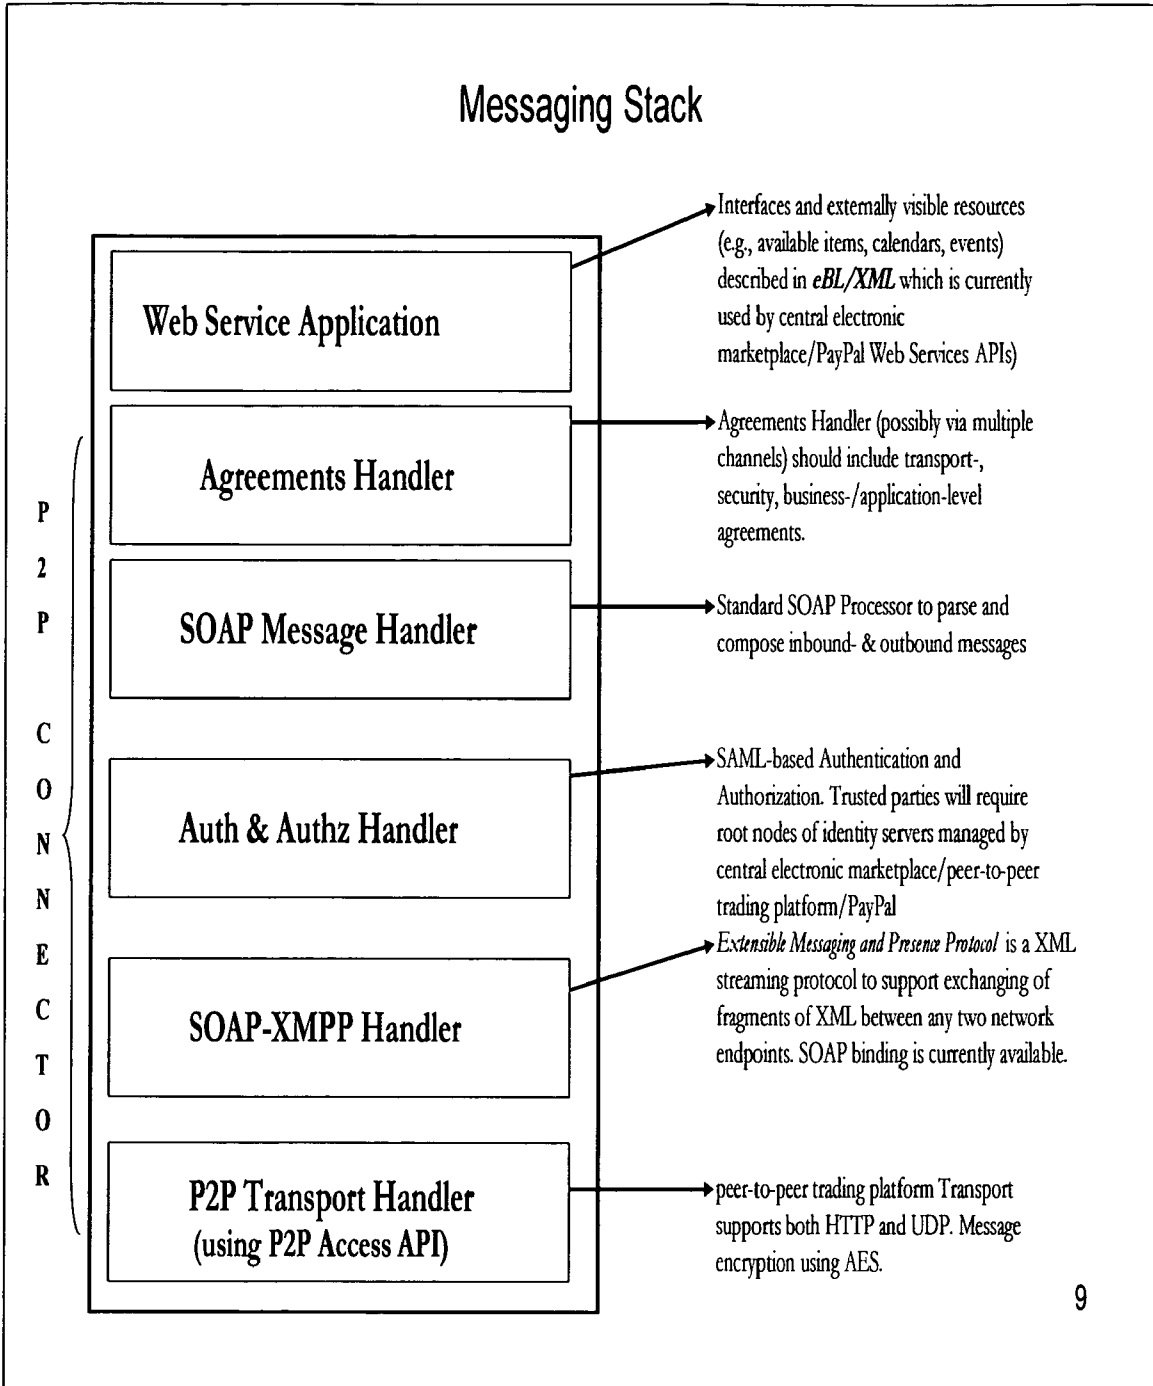 Messaging Stack
Web Service Application
Interfaces and externally visible resources
(e.g., available items, calendars, events)
described in eBL/XML which is currently
used by central electronic
marketplace/PayPal Web Services APIs)
Agreements Handler
Agreements Handler (possibly via multiple
channels) should include transport-,
security, business-/application-level
agreements.
SOAP Message Handler
Standard SOAP Processor to parse and
compose inbound- & outbound messages
Auth & Authz Handler
SAML-based Authentication and
Authorization. Trusted parties will require
root nodes of identity servers managed by
central electronic marketplace/peer-to-peer
trading platform/PayPal
SOAP-XMPP Handler
Extensible Messaging and Presence Protocol is a XML
streaming protocol to support exchanging of
fragments of XML between any two network
endpoints. SOAP binding is currently available.
P2P Transport Handler
(using P2P Access API)
peer-to-peer trading platform Transport
supports both HTTP and UDP. Message
encryption using AES.
P2P CONNECTOR
9